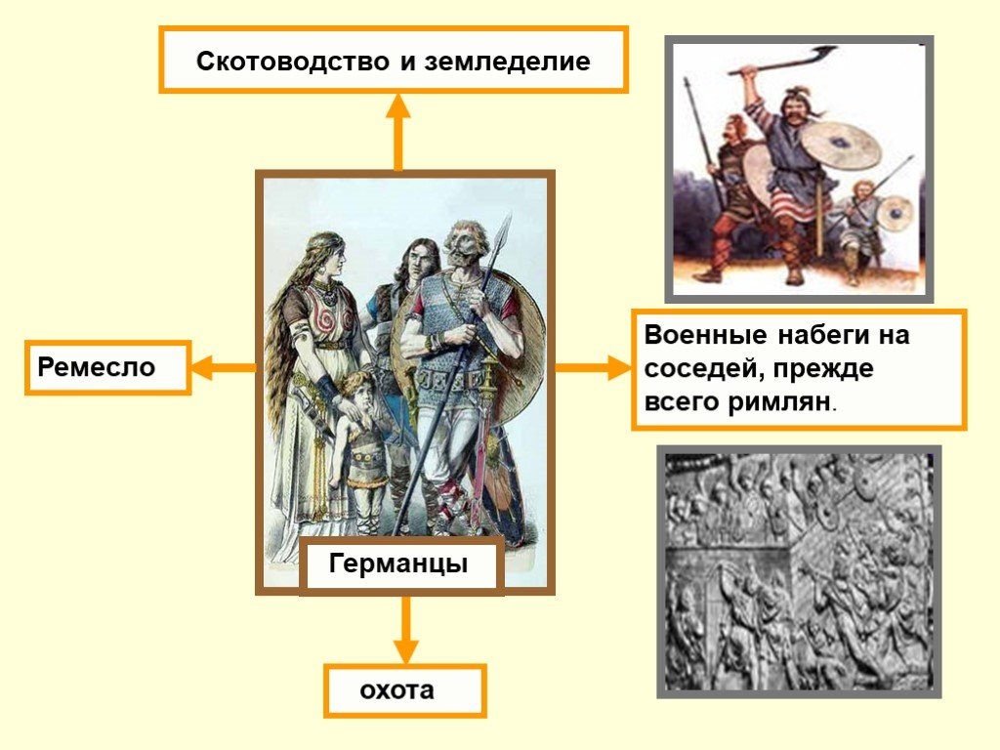 Скотоводство и земледелие
Ремесло
Военные набеги на
соседей, прежде
всего римлян.
Германцы
охота